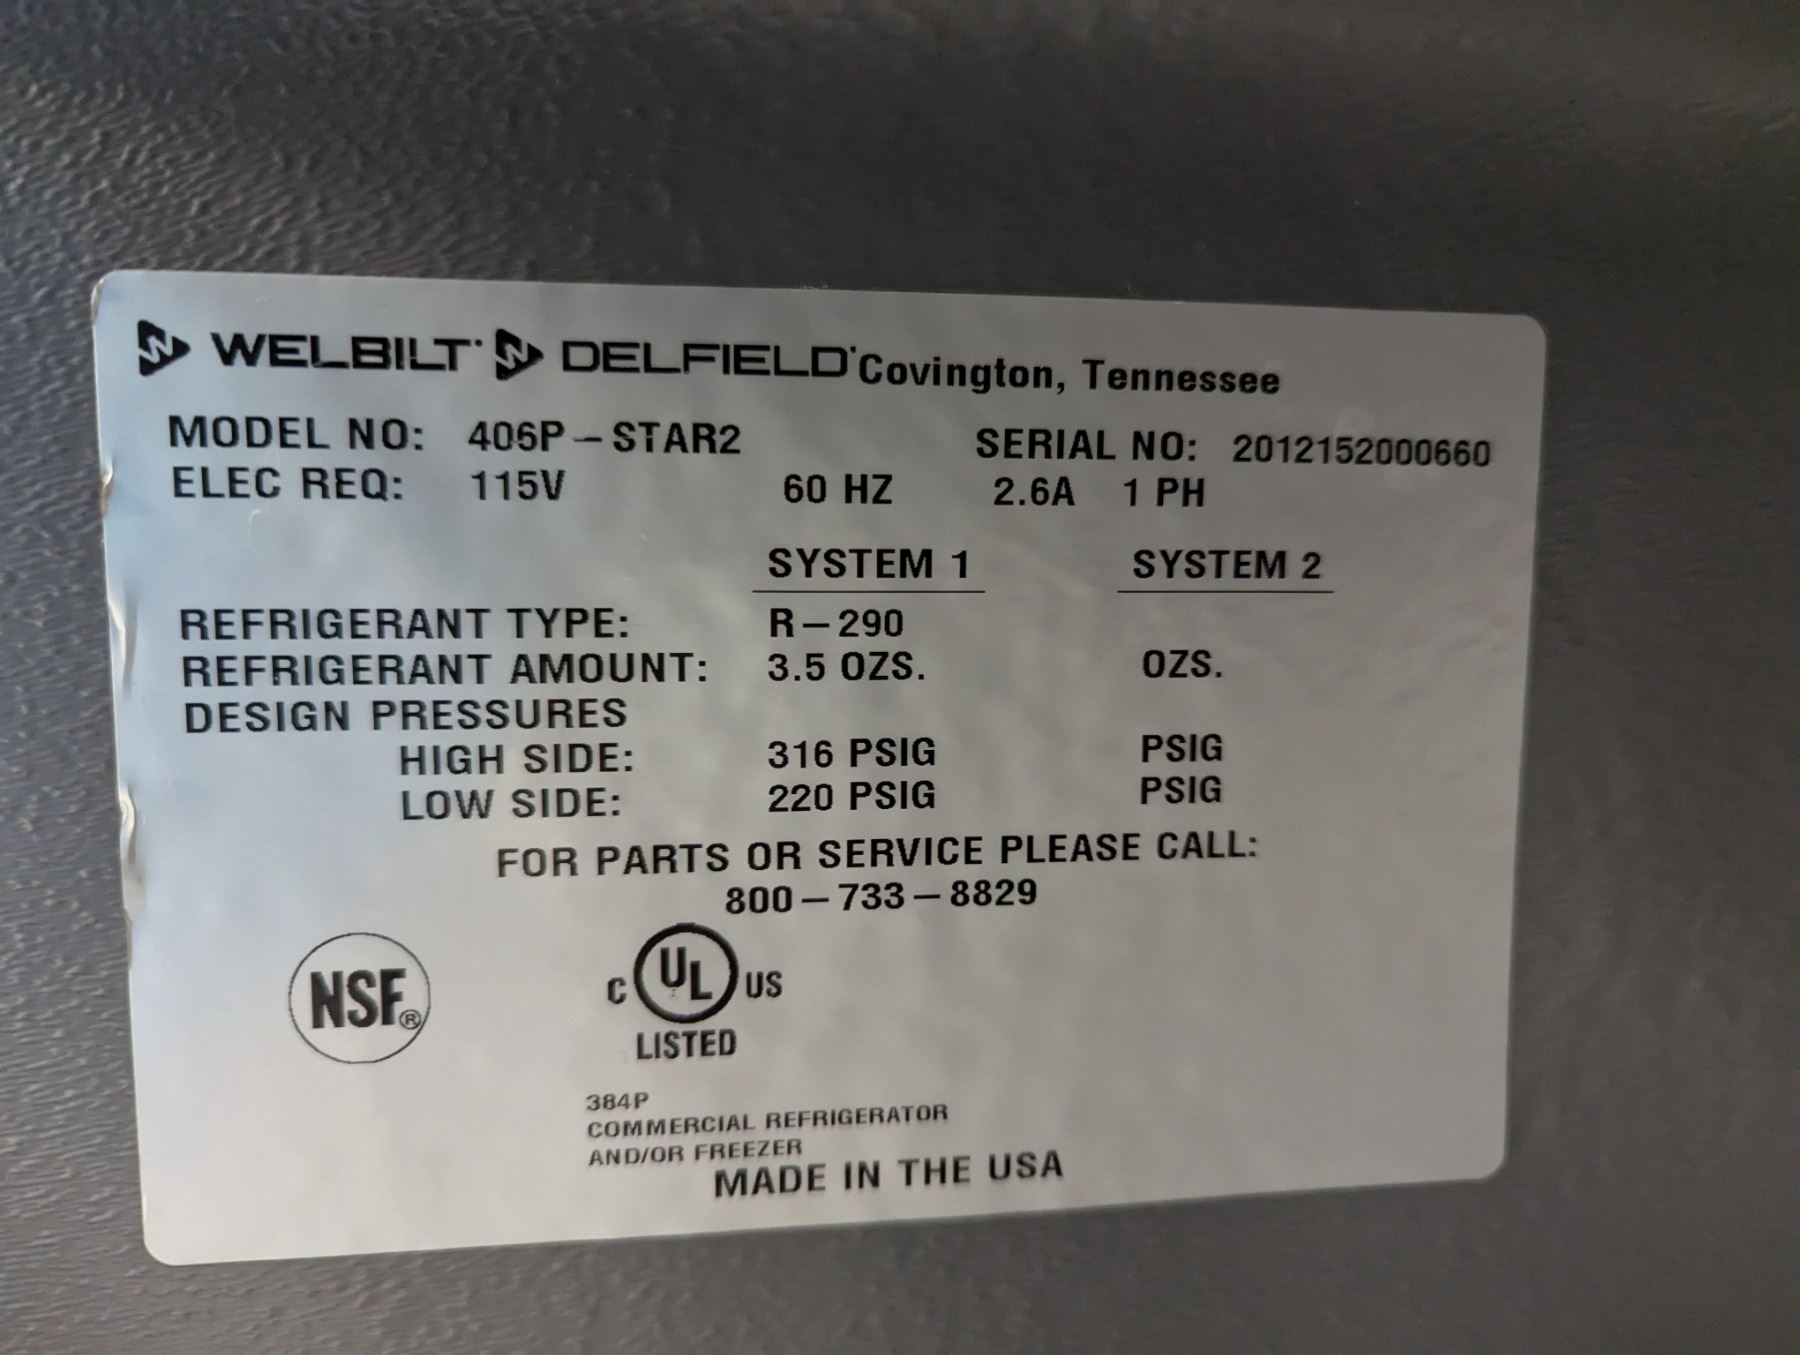 WELBILT DELFIELD Covington, Tennessee
MODEL NO: 406P-STAR2 SERIAL NO: 2012152000660
ELEC REQ: 115V 60 HZ 2.6A 1 PH
SYSTEM 1 SYSTEM 2
REFRIGERANT TYPE: R-290
REFRIGERANT AMOUNT: 3.5 OZS. OZS.
DESIGN PRESSURES
HIGH SIDE: 316 PSIG PSIG
LOW SIDE: 220 PSIG PSIG
FOR PARTS OR SERVICE PLEASE CALL:
800-733-8829
NSF®
C UL US
LISTED
384P
COMMERCIAL REFRIGERATOR
AND/OR FREEZER
MADE IN THE USA